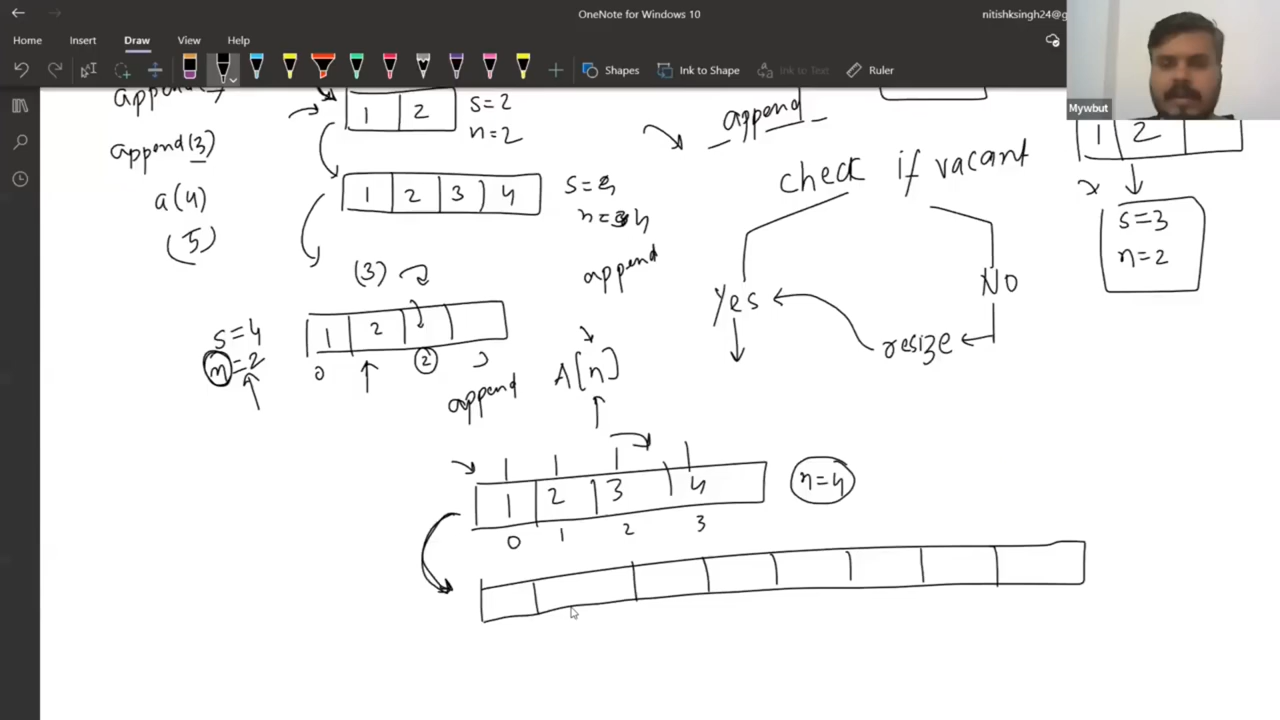 OneNote for Windows 10
nitishksingh24@g
Home Insert Draw View Help
Shapes Ink to Shape Ink to Text Ruler
Mywbut
append
append(3)
a(4)
(5)
1 2
s=2
n=2
1 2 3 4
s=
n=
append
(3)
s=4
n=2
1 2
0 2 3
append
A[n]
append
check if vacant
Yes
No
resize
1 2
s=3
n=2
1 2 3 4
n=4
0 1 2 3